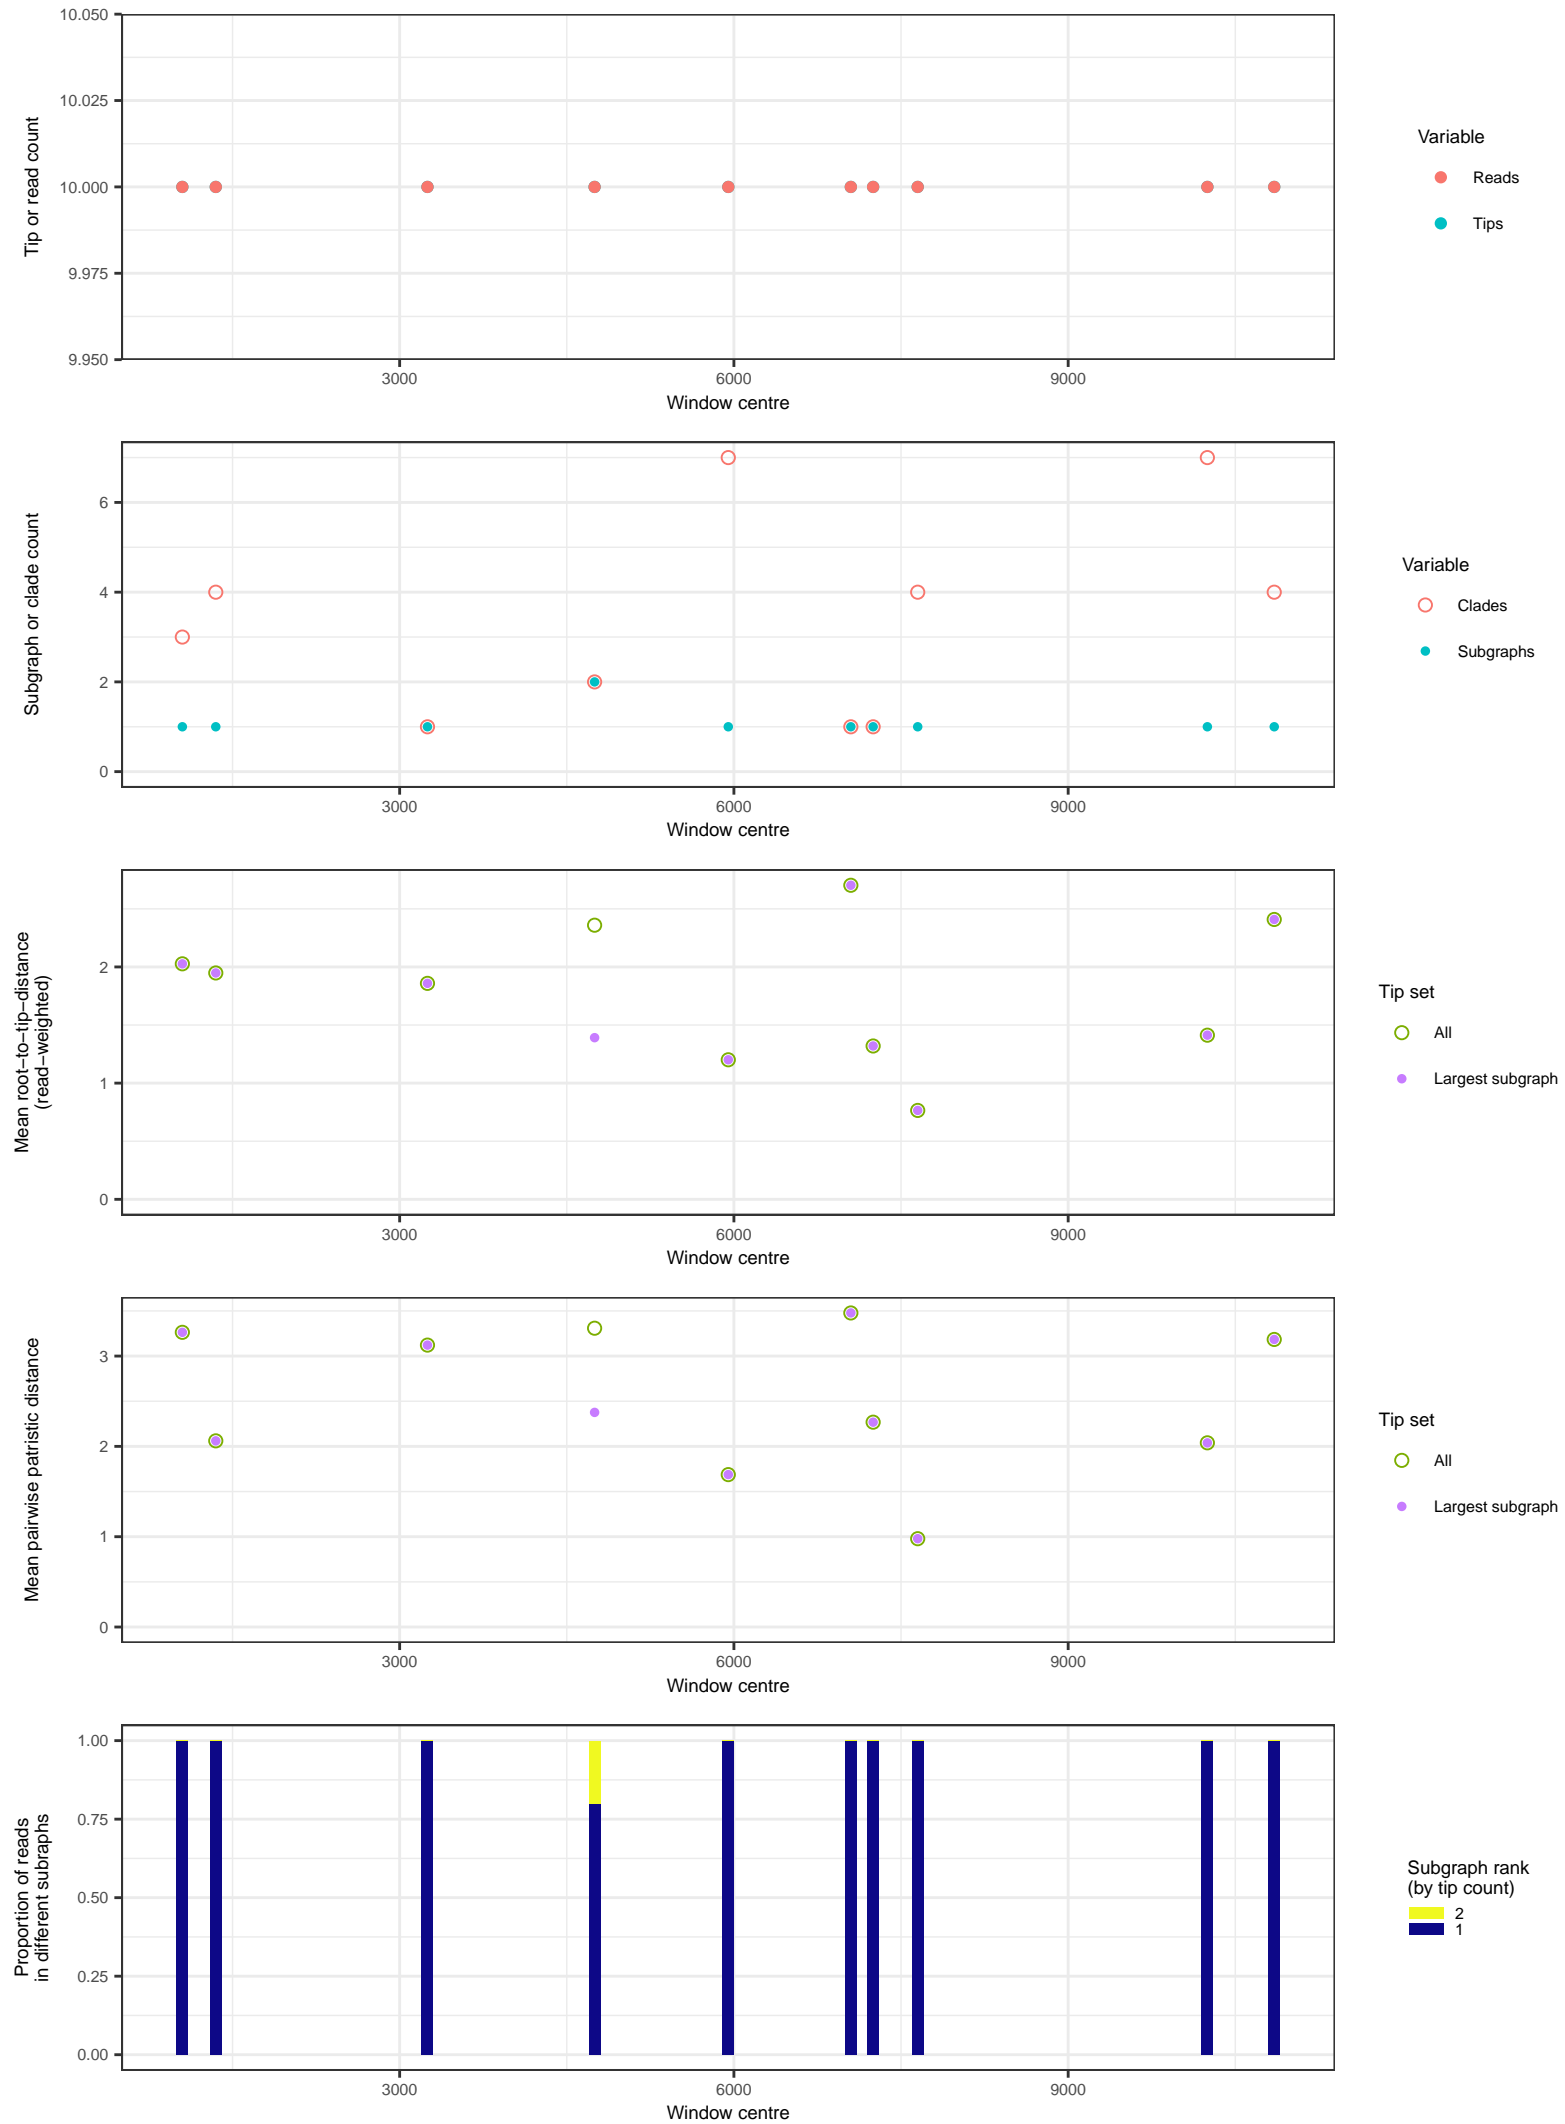 10.050
10.025
10.000
9.975
9.950
Tip or read count
3000
6000
9000
Window centre
Variable
Reads
Tips
6
4
2
0
Subgraph or clade count
3000
6000
9000
Window centre
Variable
Clades
Subgraphs
2
1
0
Mean root−to−tip−distance
(read−weighted)
3000
6000
9000
Window centre
Tip set
All
Largest subgraph
3
2
1
0
Mean pairwise patristic distance
3000
6000
9000
Window centre
Tip set
All
Largest subgraph
1.00
0.75
0.50
0.25
0.00
Proportion of reads
in different subraphs
3000
6000
9000
Window centre
Subgraph rank
(by tip count)
2
1